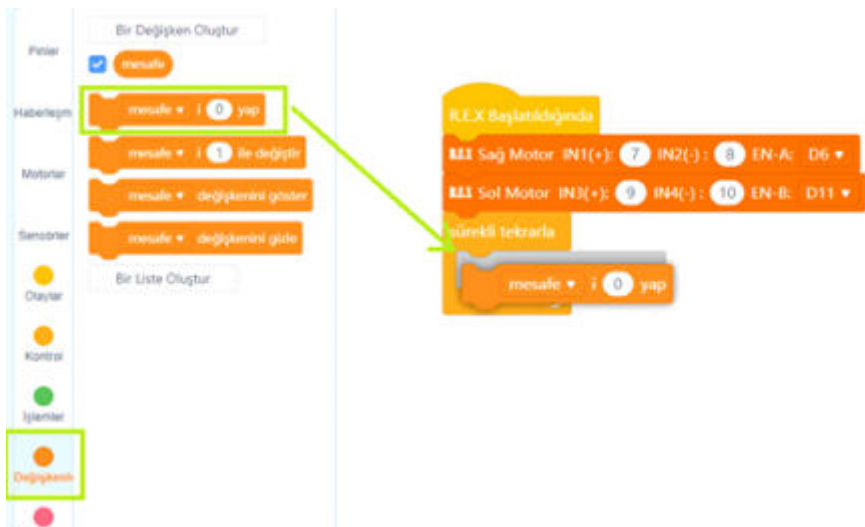 Bir Değişken Oluştur
Pinler
mesafe
Haberleşm
mesafe i 0 yap
mesafe i 1 ile değiştir
Motorlar
mesafe değişkenini göster
Sensörler
mesafe değişkenini gizle
Bir Liste Oluştur
Olaylar
Kontrol
İşlemler
Değişkenle
R.E.X Başlatıldığında
R.E.X Sağ Motor IN1(+): 7 IN2(-) : 8 EN-A: D6
R.E.X Sol Motor IN3(+): 9 IN4(-) : 10 EN-B: D11
sürekli tekrarla
mesafe i 0 yap